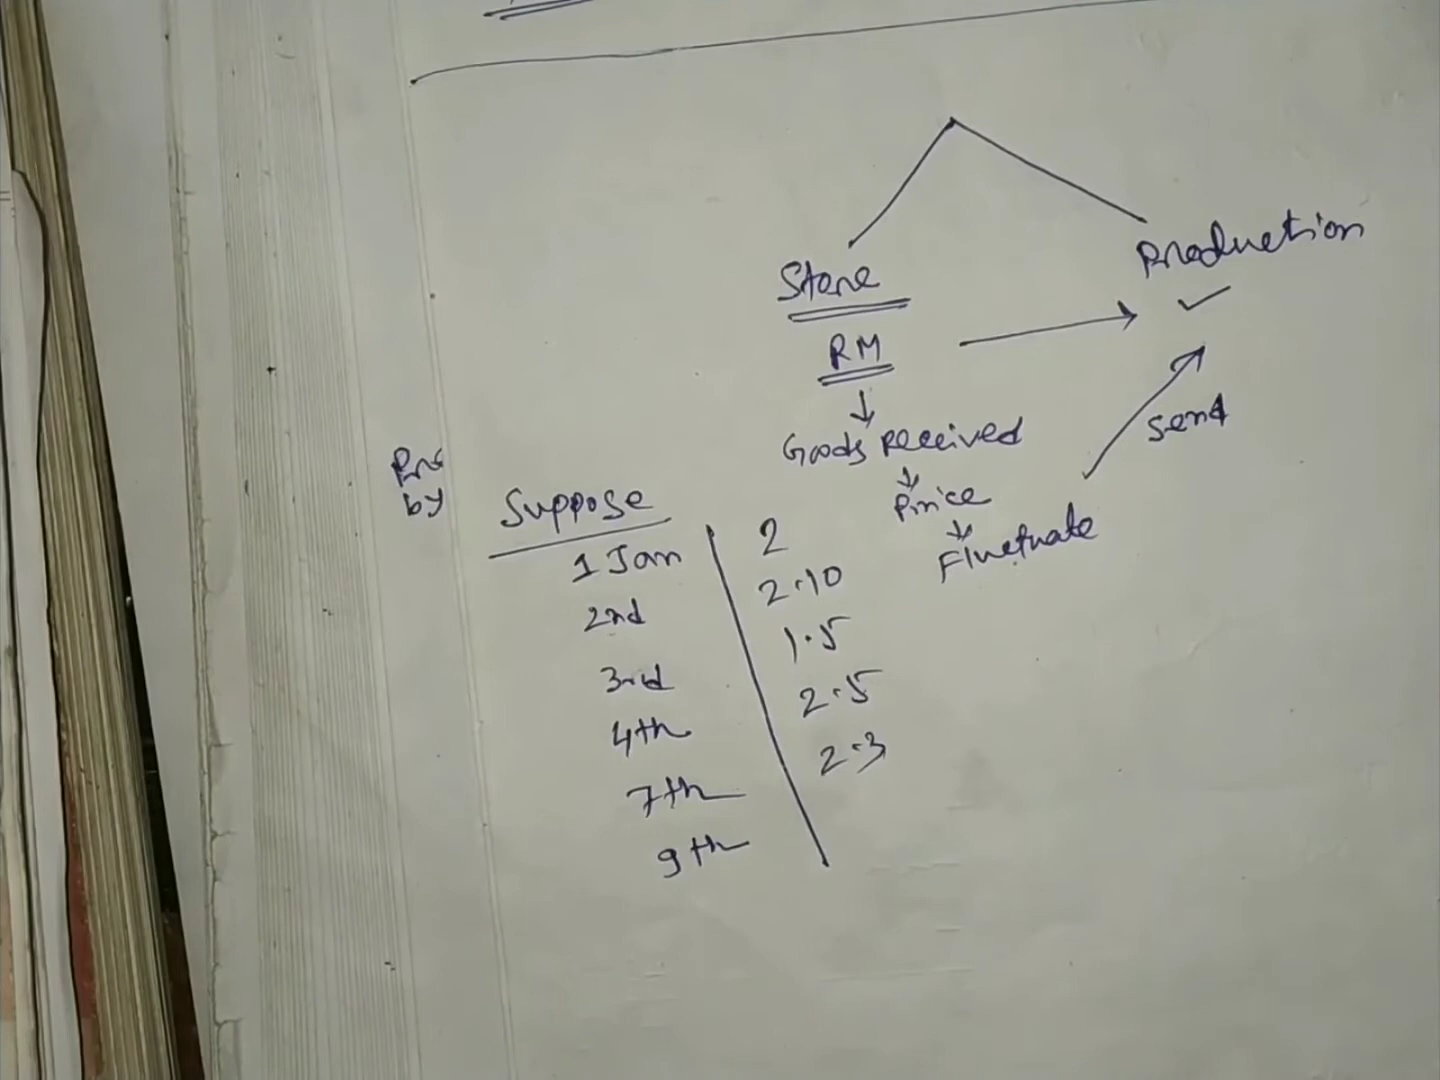 Production
Store
RM
Goods Received
Price
Fluctuate
Send
by
Suppose
1 Jan 2
2nd 2.10
3rd 1.5
4th 2.5
7th 2.3
9th